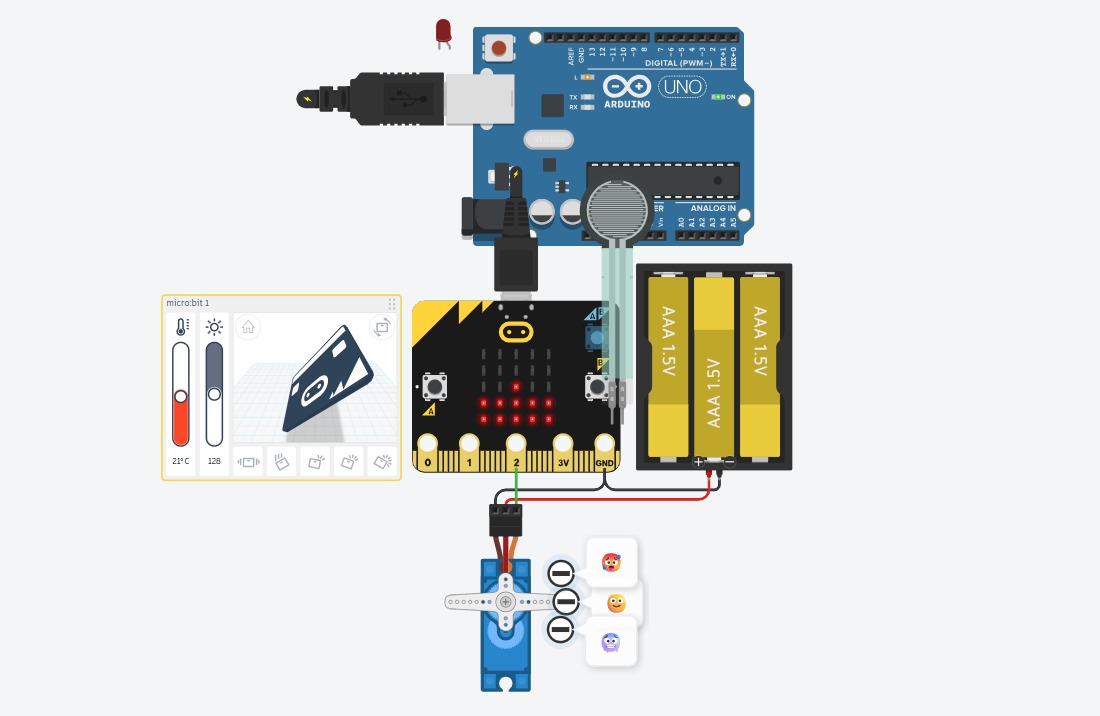 AREF
GND
13
12
~11
~10
~9
8
7
~6
~5
4
~3
2
TX→1
RX←0
DIGITAL (PWM~)
L
TX
RX
ARDUINO
UNO
ON
ER
ANALOG IN
Vin
A0
A1
A2
A3
A4
A5
micro:bit 1
21°C
128
A
B
B
A
0
1
2
3V
GND
AAA 1.5V
AAA 1.5V
AAA 1.5V
+
−